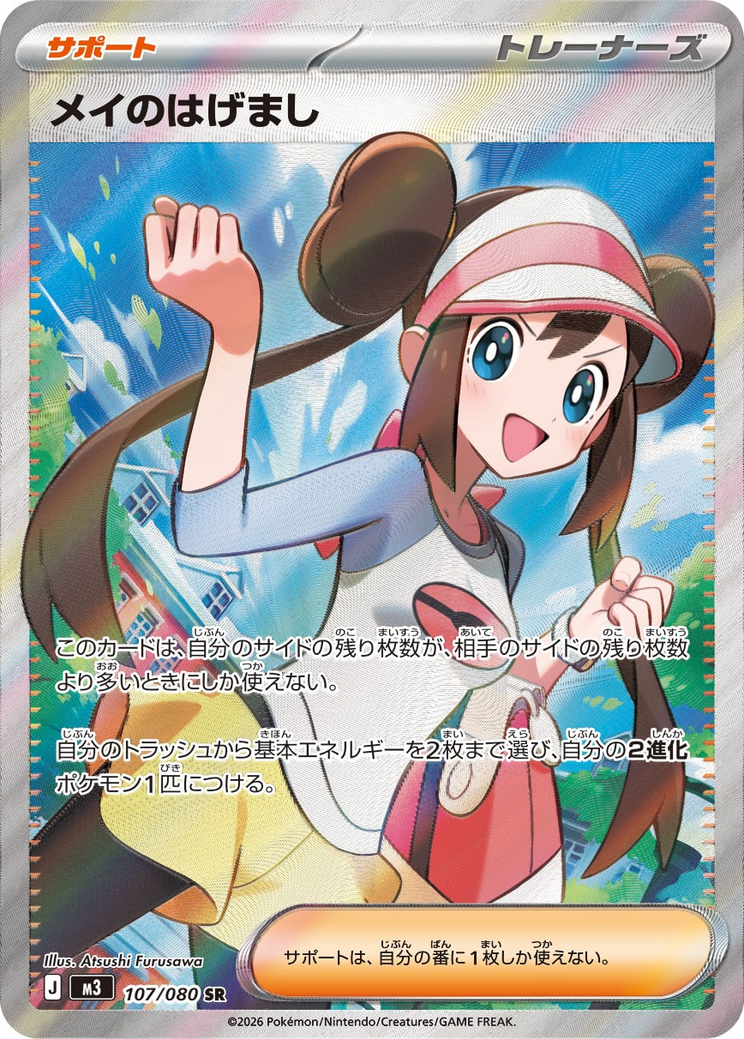 サポート
トレーナーズ
メイのはげまし
このカードは、自分のサイドの残り枚数が、相手のサイドの残り枚数
より多いときにしか使えない。
自分のトラッシュから基本エネルギーを2枚まで選び、自分の2進化
ポケモン1匹につける。
サポートは、自分の番に1枚しか使えない。
Illus. Atsushi Furusawa
J m3 107/080 SR
©2026 Pokémon/Nintendo/Creatures/GAME FREAK.